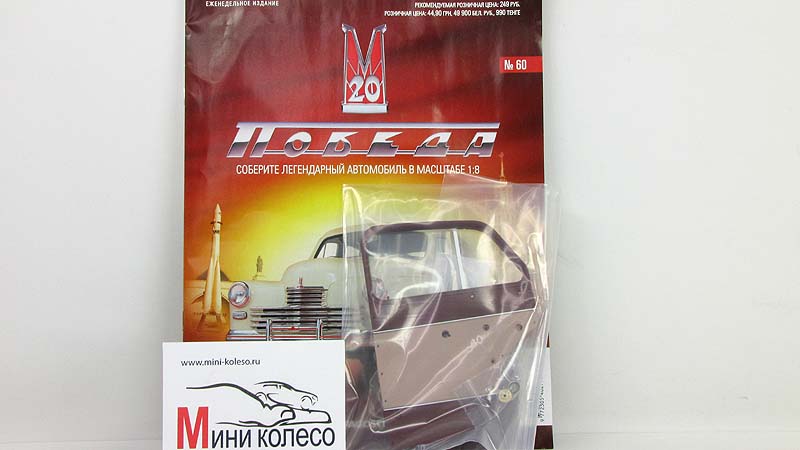 ЕЖЕНЕДЕЛЬНОЕ ИЗДАНИЕ
РЕКОМЕНДУЕМАЯ РОЗНИЧНАЯ ЦЕНА: 249 РУБ.
РОЗНИЧНАЯ ЦЕНА: 44,90 ГРН, 49 900 БЕЛ. РУБ., 990 ТЕНГЕ
№ 60
М
20
ПОБЕДА
СОБЕРИТЕ ЛЕГЕНДАРНЫЙ АВТОМОБИЛЬ В МАСШТАБЕ 1:8
www.mini-koleso.ru
Мини колесо